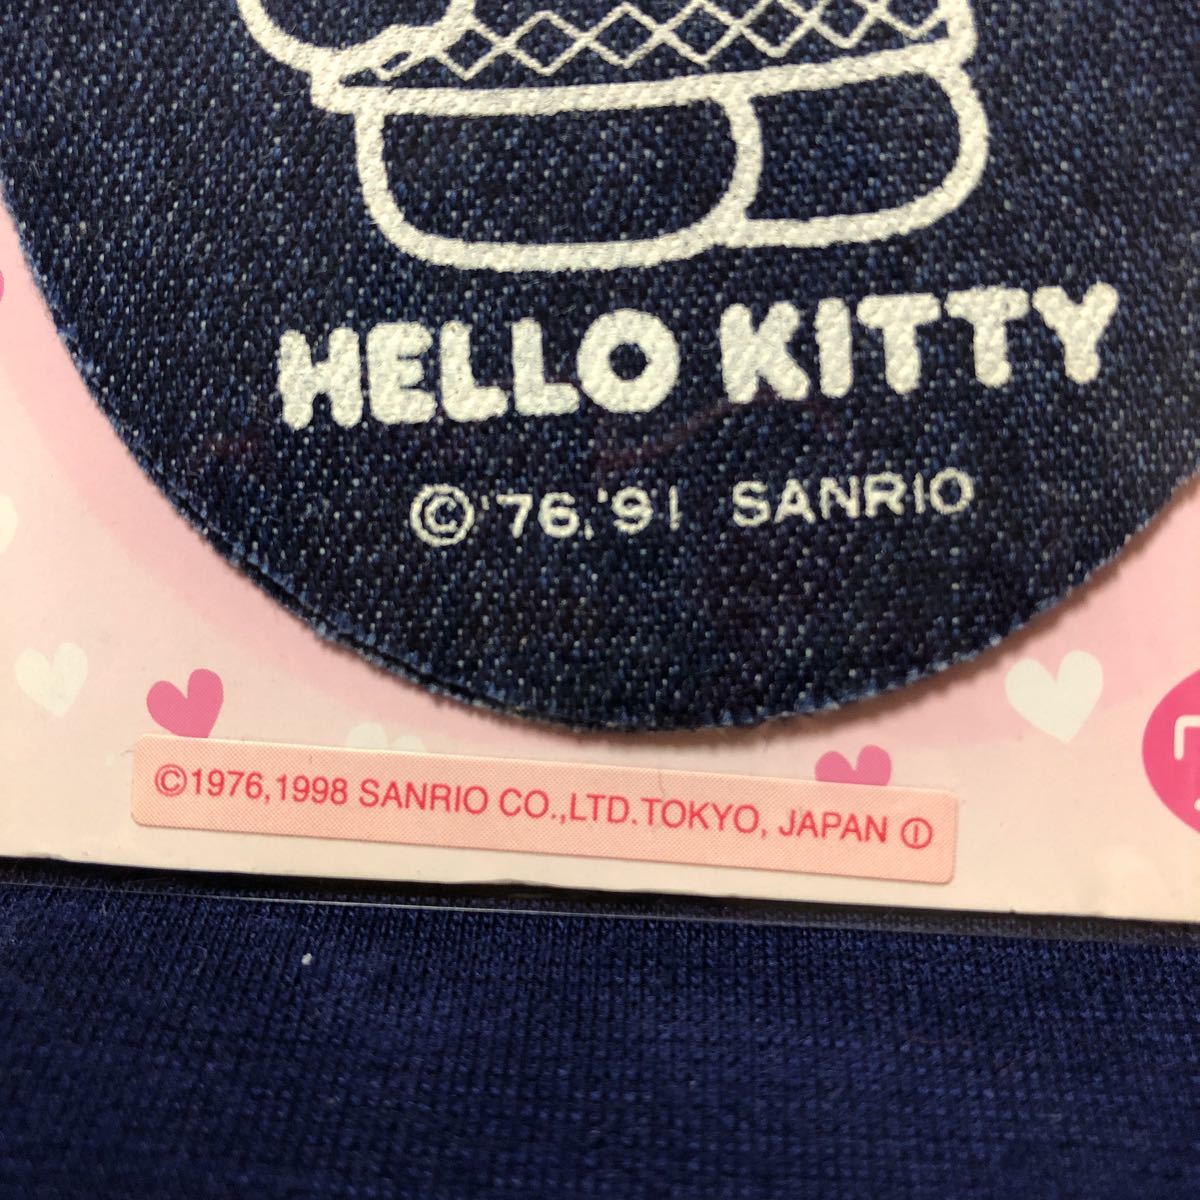 HELLO KITTY
©'76,'91 SANRIO
©1976,1998 SANRIO CO.,LTD.TOKYO, JAPAN ①